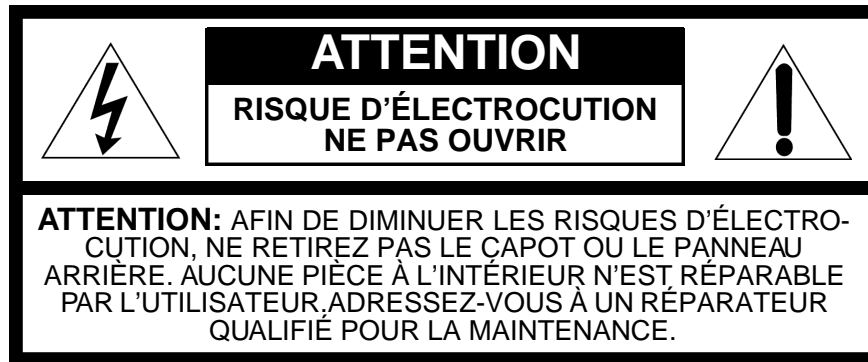 ATTENTION
RISQUE D’ÉLECTROCUTION
NE PAS OUVRIR
ATTENTION: AFIN DE DIMINUER LES RISQUES D’ÉLECTRO-
CUTION, NE RETIREZ PAS LE CAPOT OU LE PANNEAU
ARRIÈRE. AUCUNE PIÈCE À L’INTÉRIEUR N’EST RÉPARABLE
PAR L’UTILISATEUR.ADRESSEZ-VOUS À UN RÉPARATEUR
QUALIFIÉ POUR LA MAINTENANCE.